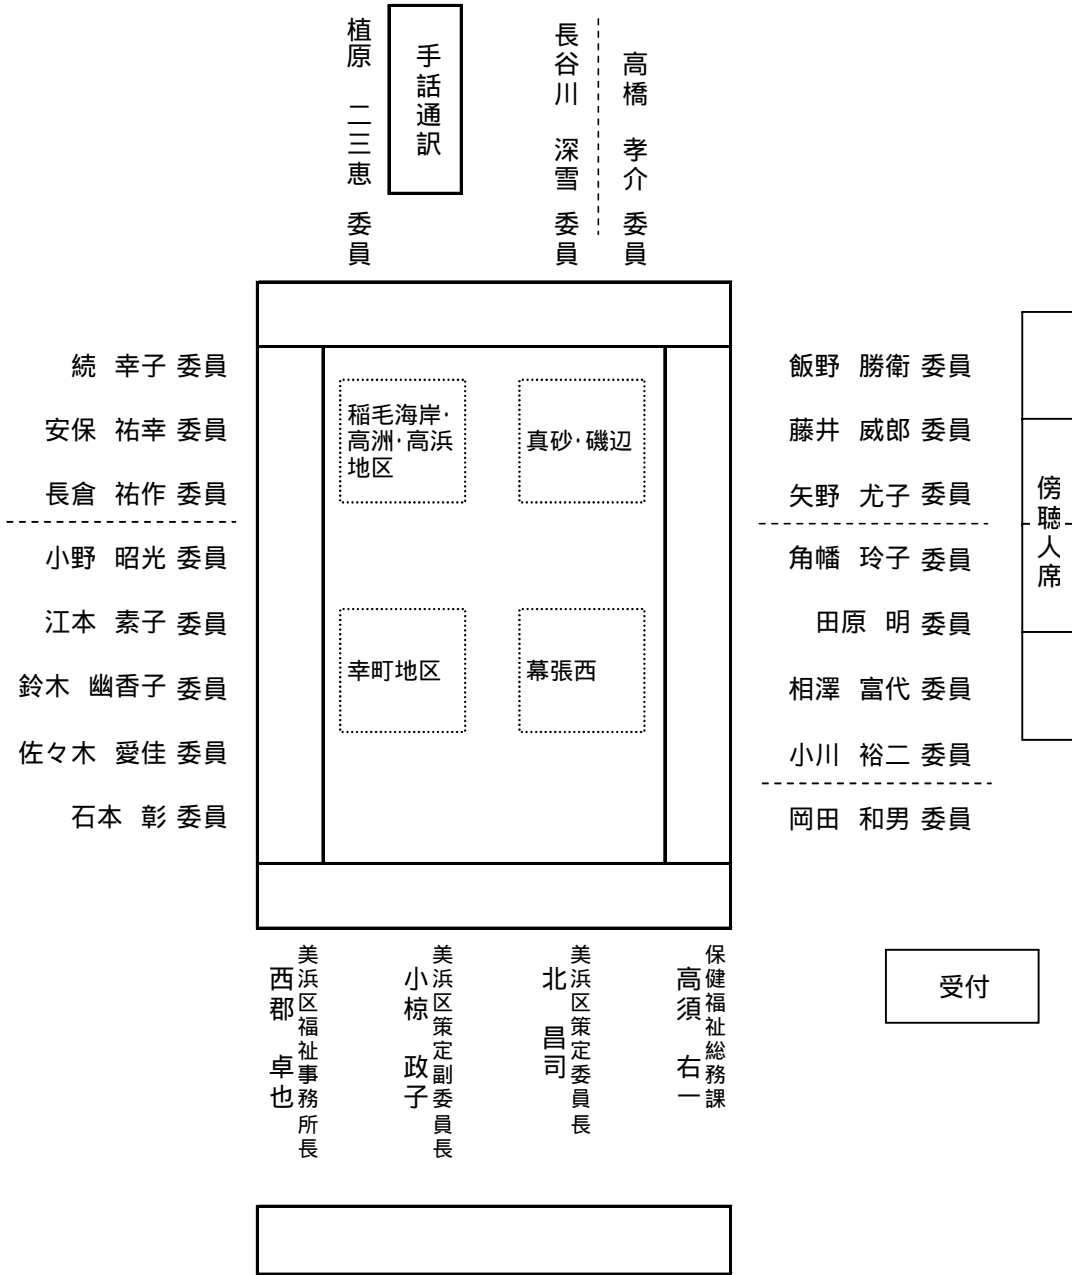 植原 二三恵 委員
手話通訳
長谷川 深雪 委員
高橋 孝介 委員
続 幸子 委員
安保 祐幸 委員
長倉 祐作 委員
小野 昭光 委員
江本 素子 委員
鈴木 幽香子 委員
佐々木 愛佳 委員
石本 彰 委員
稲毛海岸・
高洲・高浜
地区
真砂・磯辺
幸町地区
幕張西
飯野 勝衛 委員
藤井 威郎 委員
矢野 尤子 委員
角幡 玲子 委員
田原 明 委員
相澤 富代 委員
小川 裕二 委員
岡田 和男 委員
傍聴人席
美浜区福祉事務所長
西郡 卓也
美浜区策定副委員長
小椋 政子
美浜区策定委員長
北 昌司
保健福祉総務課
高須 右一
受付